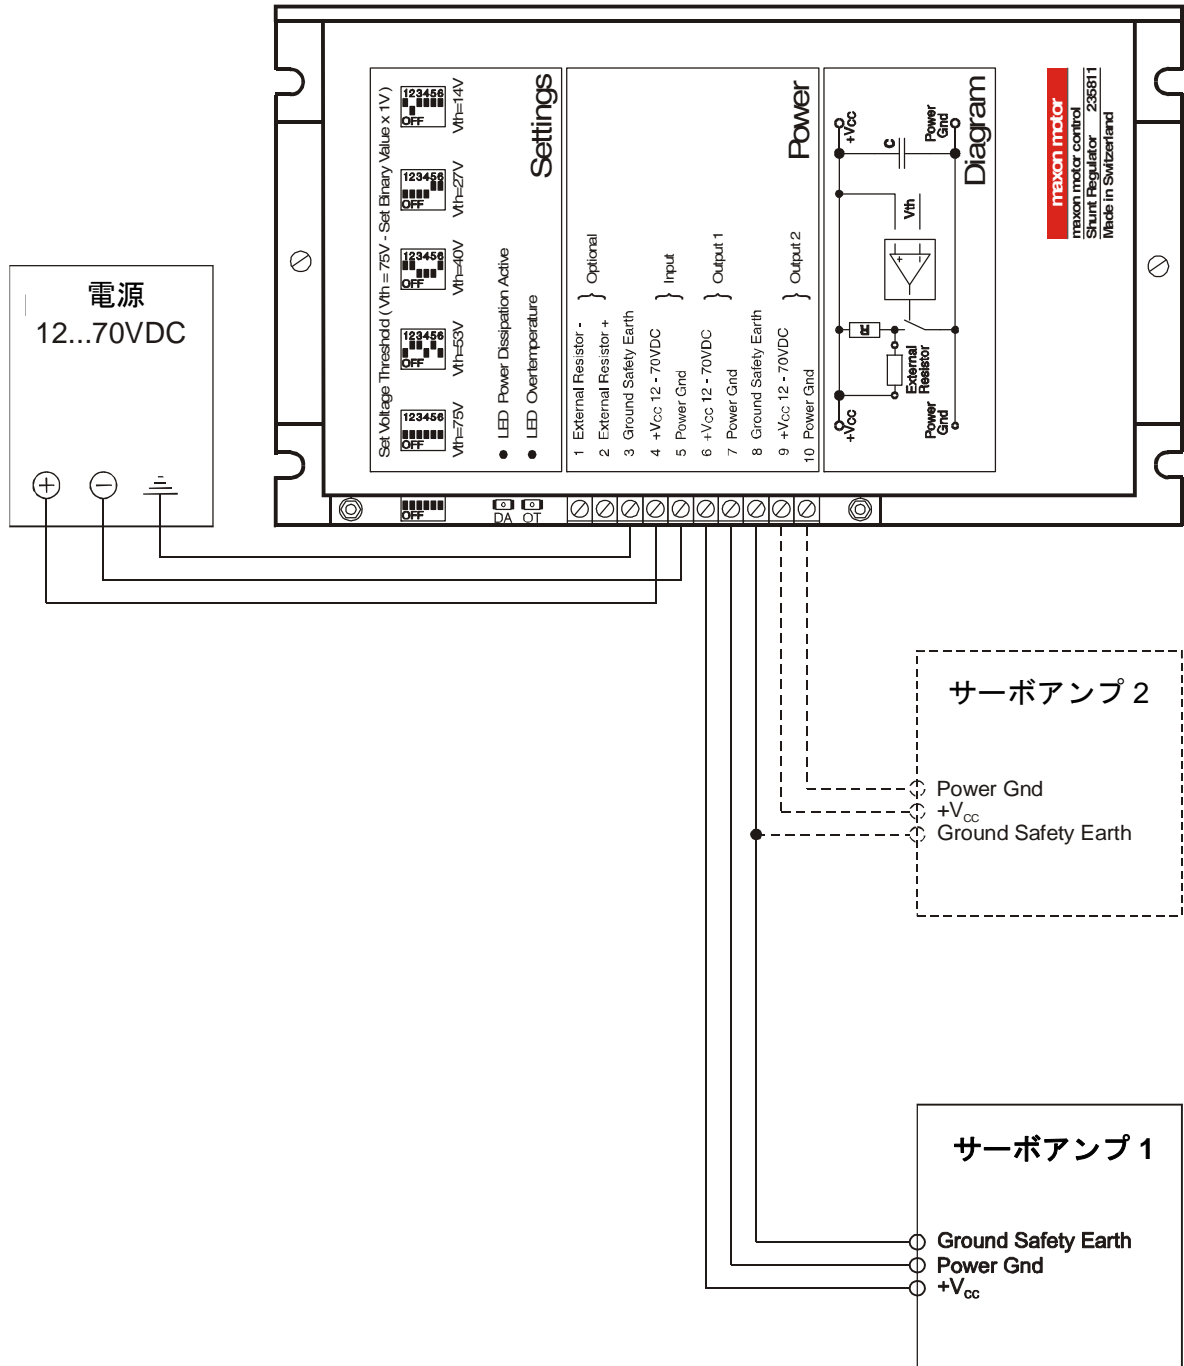 電源
12...70VDC
Settings
Set Voltage Threshold ( Vth = 75V - Set Binary Value x 1V )
123456
OFF
Vth=75V
123456
OFF
Vth=53V
123456
OFF
Vth=40V
123456
OFF
Vth=27V
123456
OFF
Vth=14V
● LED Power Dissipation Active
● LED Overtemperature
Power
1 External Resistor -
2 External Resistor +
Optional
3 Ground Safety Earth
4 +Vcc 12 - 70VDC
5 Power Gnd
Input
6 +Vcc 12 - 70VDC
7 Power Gnd
Output 1
8 Ground Safety Earth
9 +Vcc 12 - 70VDC
10 Power Gnd
Output 2
Diagram
+Vcc
+Vcc
C
Vth
R
External
Resistor
Power
Gnd
Power
Gnd
maxon motor
maxon motor control
Shunt Regulator 235811
Made in Switzerland
OFF
DA OT
サーボアンプ 2
Power Gnd
+Vcc
Ground Safety Earth
サーボアンプ 1
Ground Safety Earth
Power Gnd
+Vcc